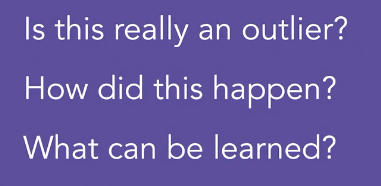 Is this really an outlier?
How did this happen?
What can be learned?